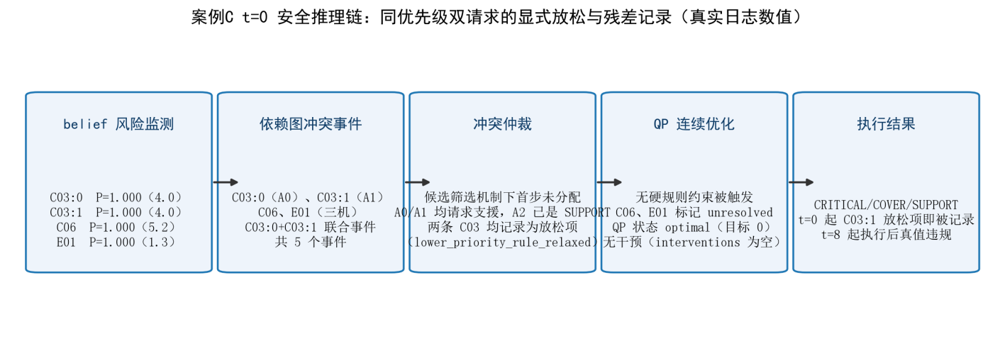 案例C t=0 安全推理链：同优先级双请求的显式放松与残差记录（真实日志数值）
belief 风险监测
C03:0 P=1.000（4.0）
C03:1 P=1.000（4.0）
C06 P=1.000（5.2）
E01 P=1.000（1.3）
依赖图冲突事件
C03:0（A0）、C03:1（A1）
C06、E01（三机）
C03:0+C03:1 联合事件
共 5 个事件
冲突仲裁
候选筛选机制下首步未分配
A0/A1 均请求支援，A2 已是 SUPPORT
两条 C03 均记录为放松项
（lower_priority_rule_relaxed）
QP 连续优化
无硬规则约束被触发
C06、E01 标记 unresolved
QP 状态 optimal（目标 0）
无干预（interventions 为空）
执行结果
CRITICAL/COVER/SUPPORT
t=0 起 C03:1 放松项即被记录
t=8 起执行后真值违规